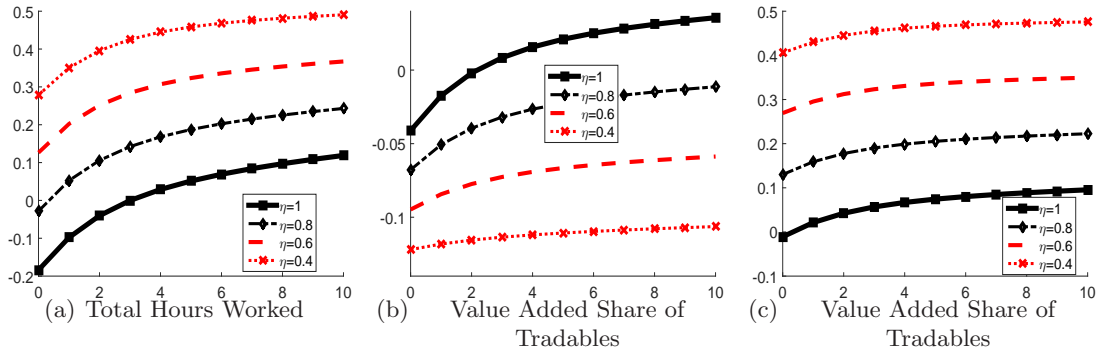 0.5
0.4
0.3
0.2
0.1
0
-0.1
-0.2
0 2 4 6 8 10
η=1
η=0.8
η=0.6
η=0.4
(a) Total Hours Worked
0
-0.05
-0.1
0 2 4 6 8 10
η=1
η=0.8
η=0.6
η=0.4
(b) Value Added Share of
Tradables
0.5
0.4
0.3
0.2
0.1
0
-0.1
0 2 4 6 8 10
η=1
η=0.8
η=0.6
η=0.4
(c) Value Added Share of
Tradables